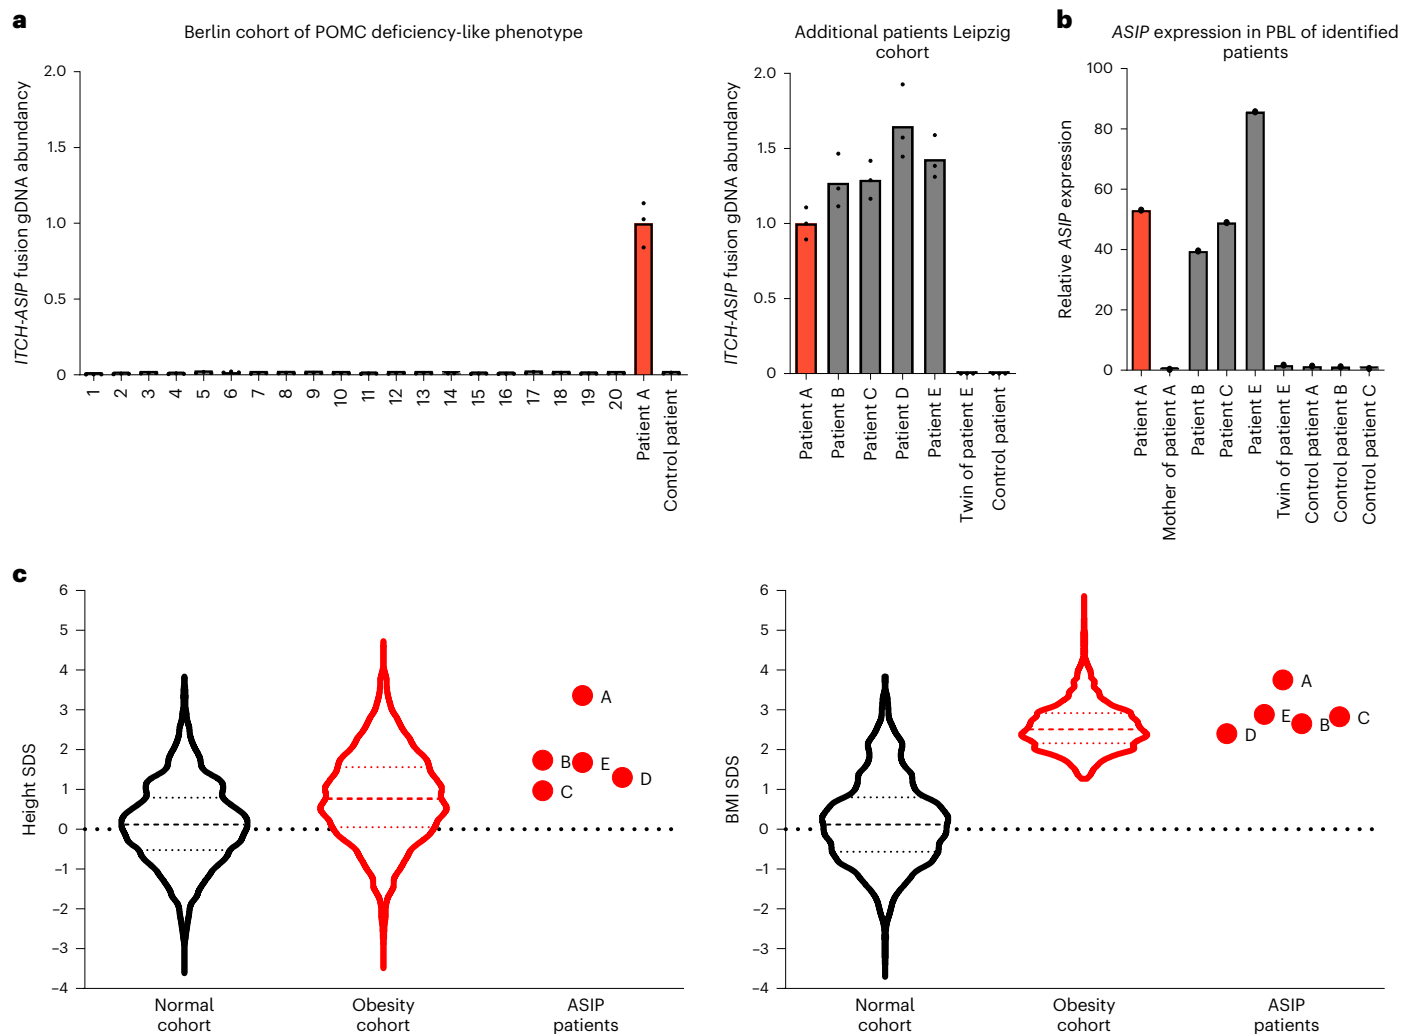 a
Berlin cohort of POMC deficiency-like phenotype
ITCH-ASIP fusion gDNA abundancy
2.0
1.5
1.0
0.5
0
1
2
3
4
5
6
7
8
9
10
11
12
13
14
15
16
17
18
19
20
Patient A
Control patient
Additional patients Leipzig
cohort
ITCH-ASIP fusion gDNA abundancy
2.0
1.5
1.0
0.5
0
Patient A
Patient B
Patient C
Patient D
Patient E
Twin of patient E
Control patient
b
ASIP expression in PBL of identified
patients
Relative ASIP expression
100
80
60
40
20
0
Patient A
Mother of patient A
Patient B
Patient C
Patient E
Twin of patient E
Control patient A
Control patient B
Control patient C
c
Height SDS
6
5
4
3
2
1
0
–1
–2
–3
–4
A
B
E
D
C
Normal
cohort
Obesity
cohort
ASIP
patients
BMI SDS
6
5
4
3
2
1
0
–1
–2
–3
–4
A
E
C
B
D
Normal
cohort
Obesity
cohort
ASIP
patients